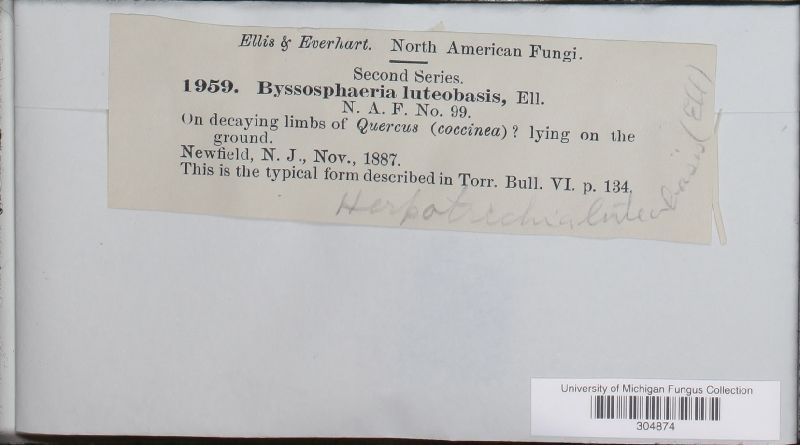 Ellis & Everhart. North American Fungi.
Second Series.
1959. Byssosphaeria luteobasis, Ell.
N. A. F. No. 99.
On decaying limbs of Quercus (coccinea)? lying on the
ground.
Newfield, N. J., Nov., 1887.
This is the typical form described in Torr. Bull. VI. p. 134.
Herpotrichia luteobasis (Ell)
University of Michigan Fungus Collection
304874